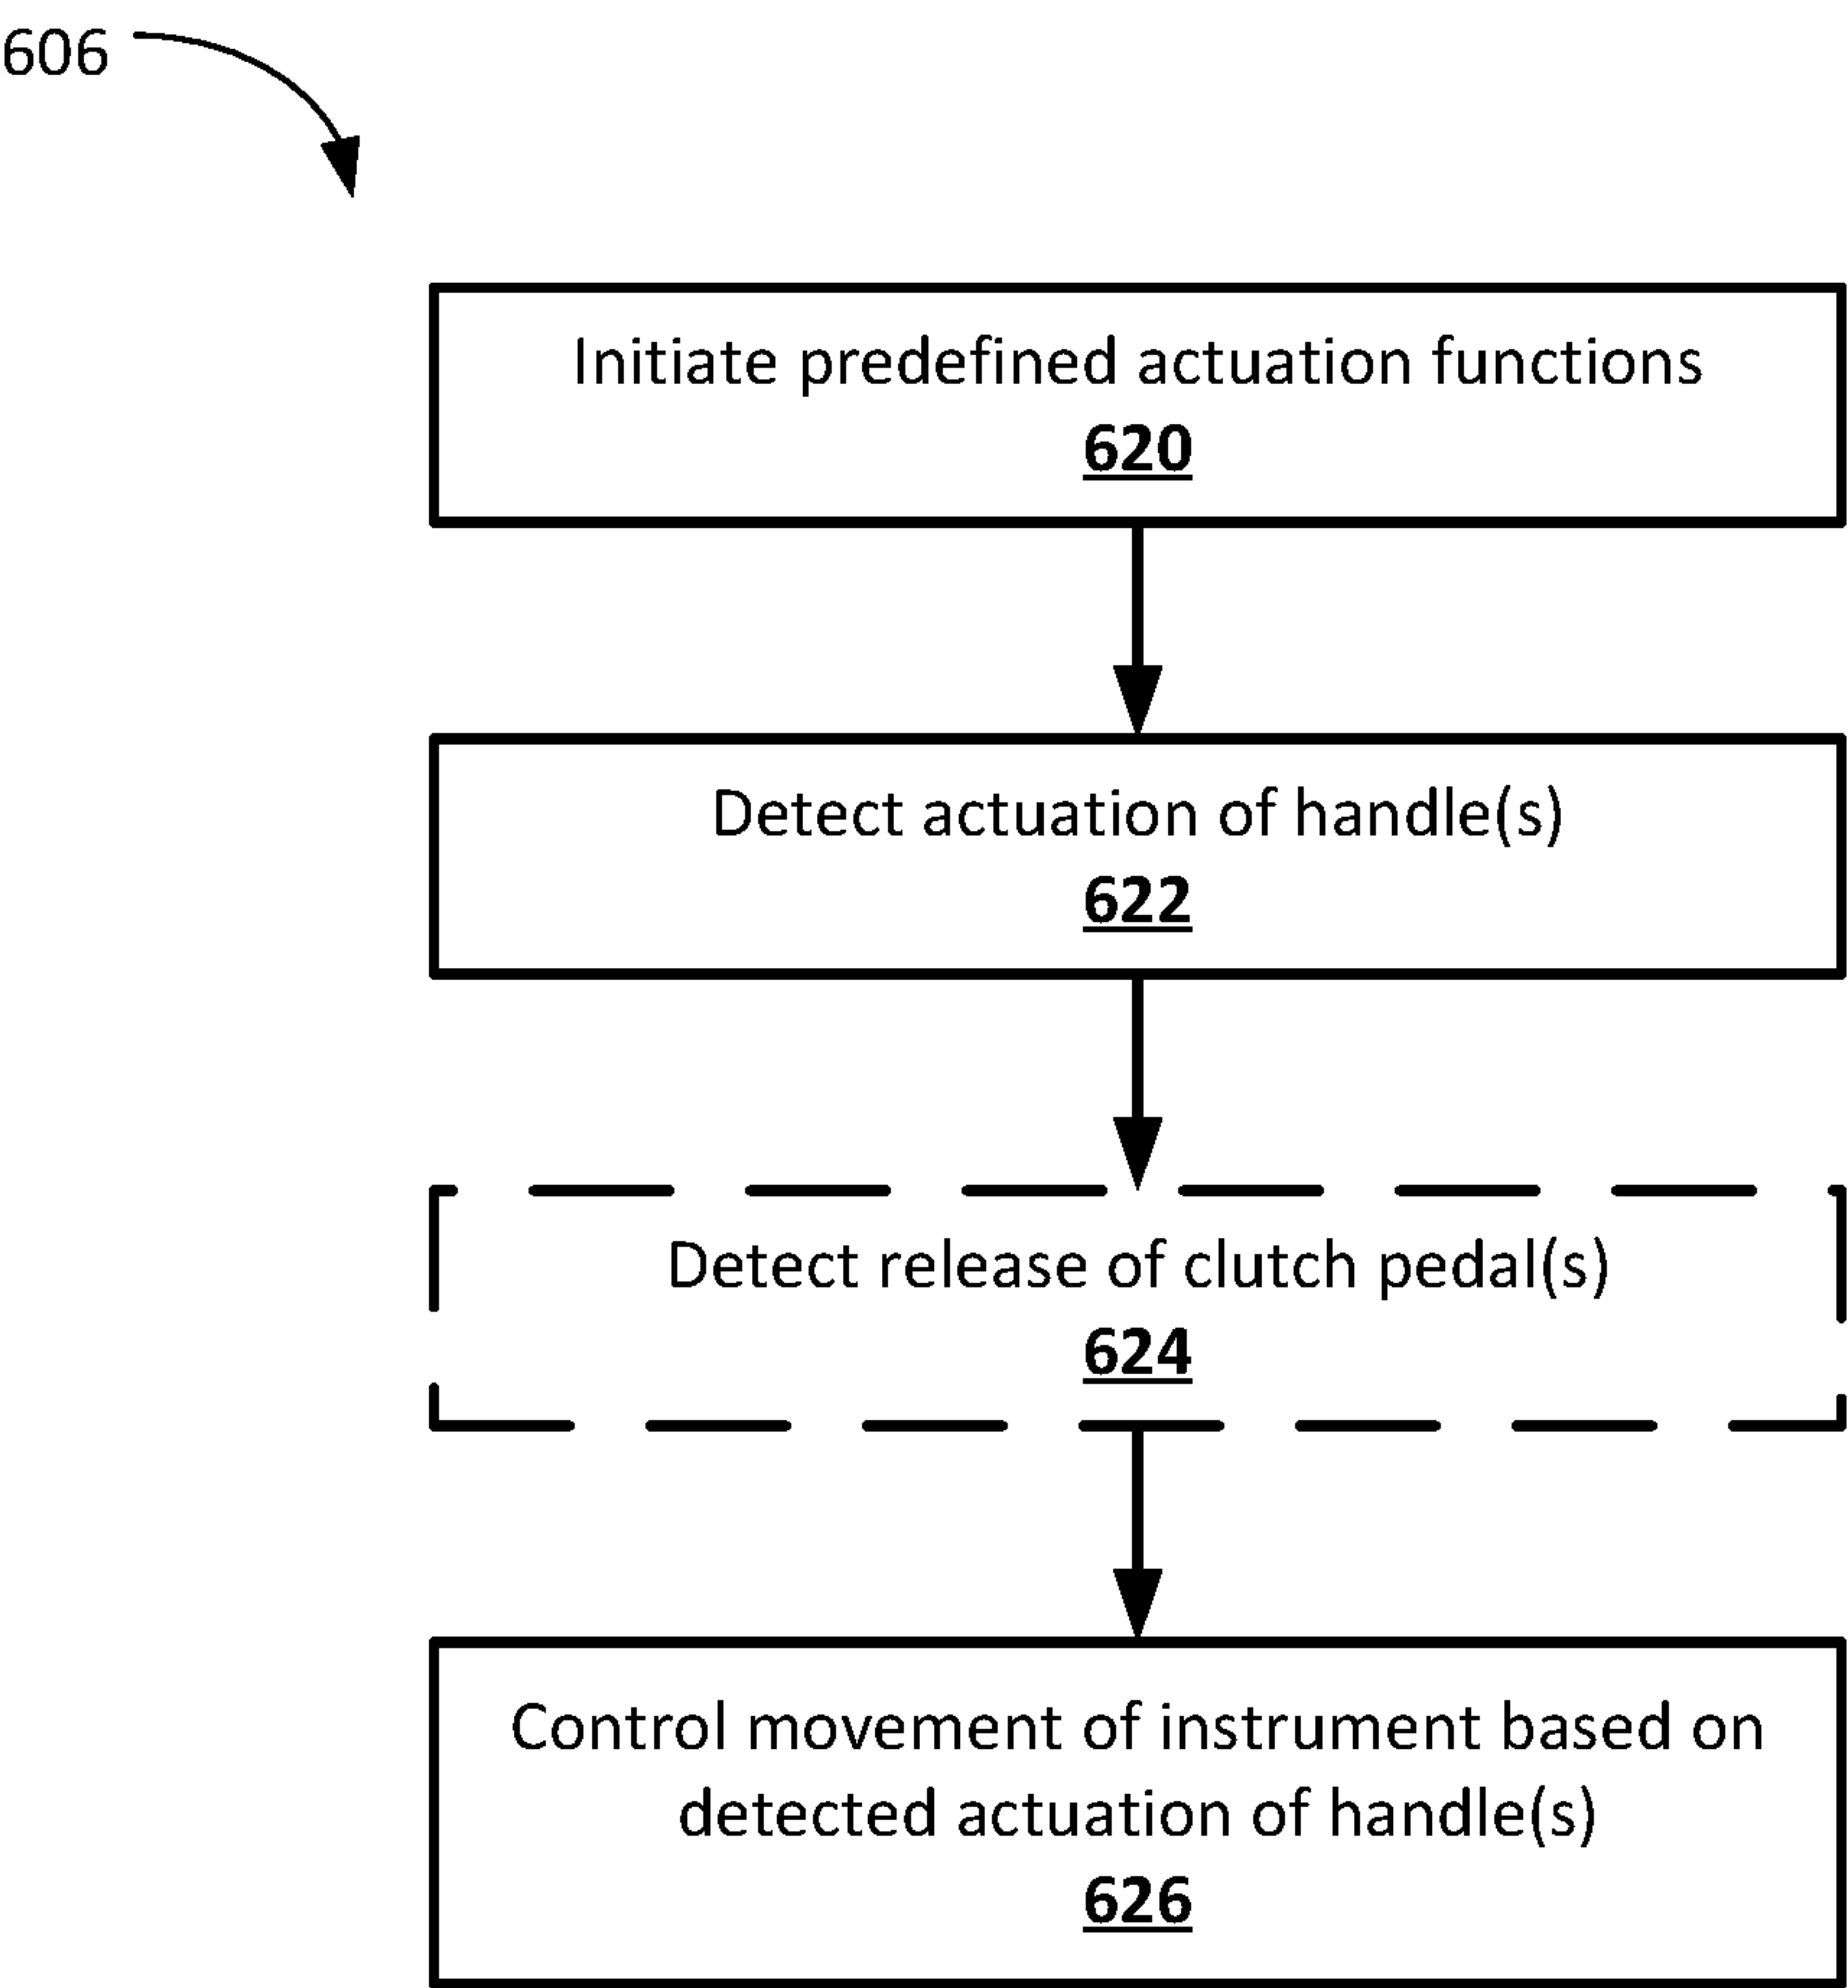 606
Initiate predefined actuation functions
620
Detect actuation of handle(s)
622
Detect release of clutch pedal(s)
624
Control movement of instrument based on
detected actuation of handle(s)
626